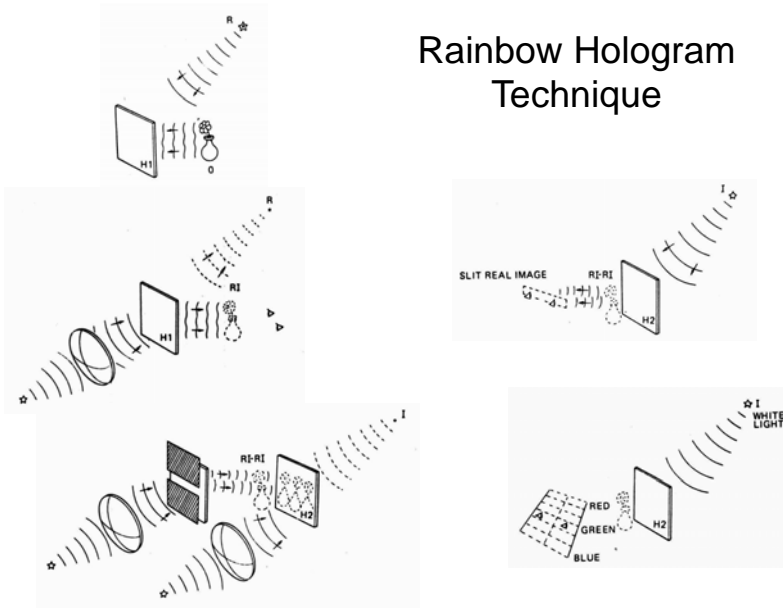 Rainbow Hologram
Technique
R
H1
O
R
RI
H1
I
RI-RI
H2
I
SLIT REAL IMAGE
RI-RI
H2
I
WHITE
LIGHT
RED
GREEN
BLUE
H2